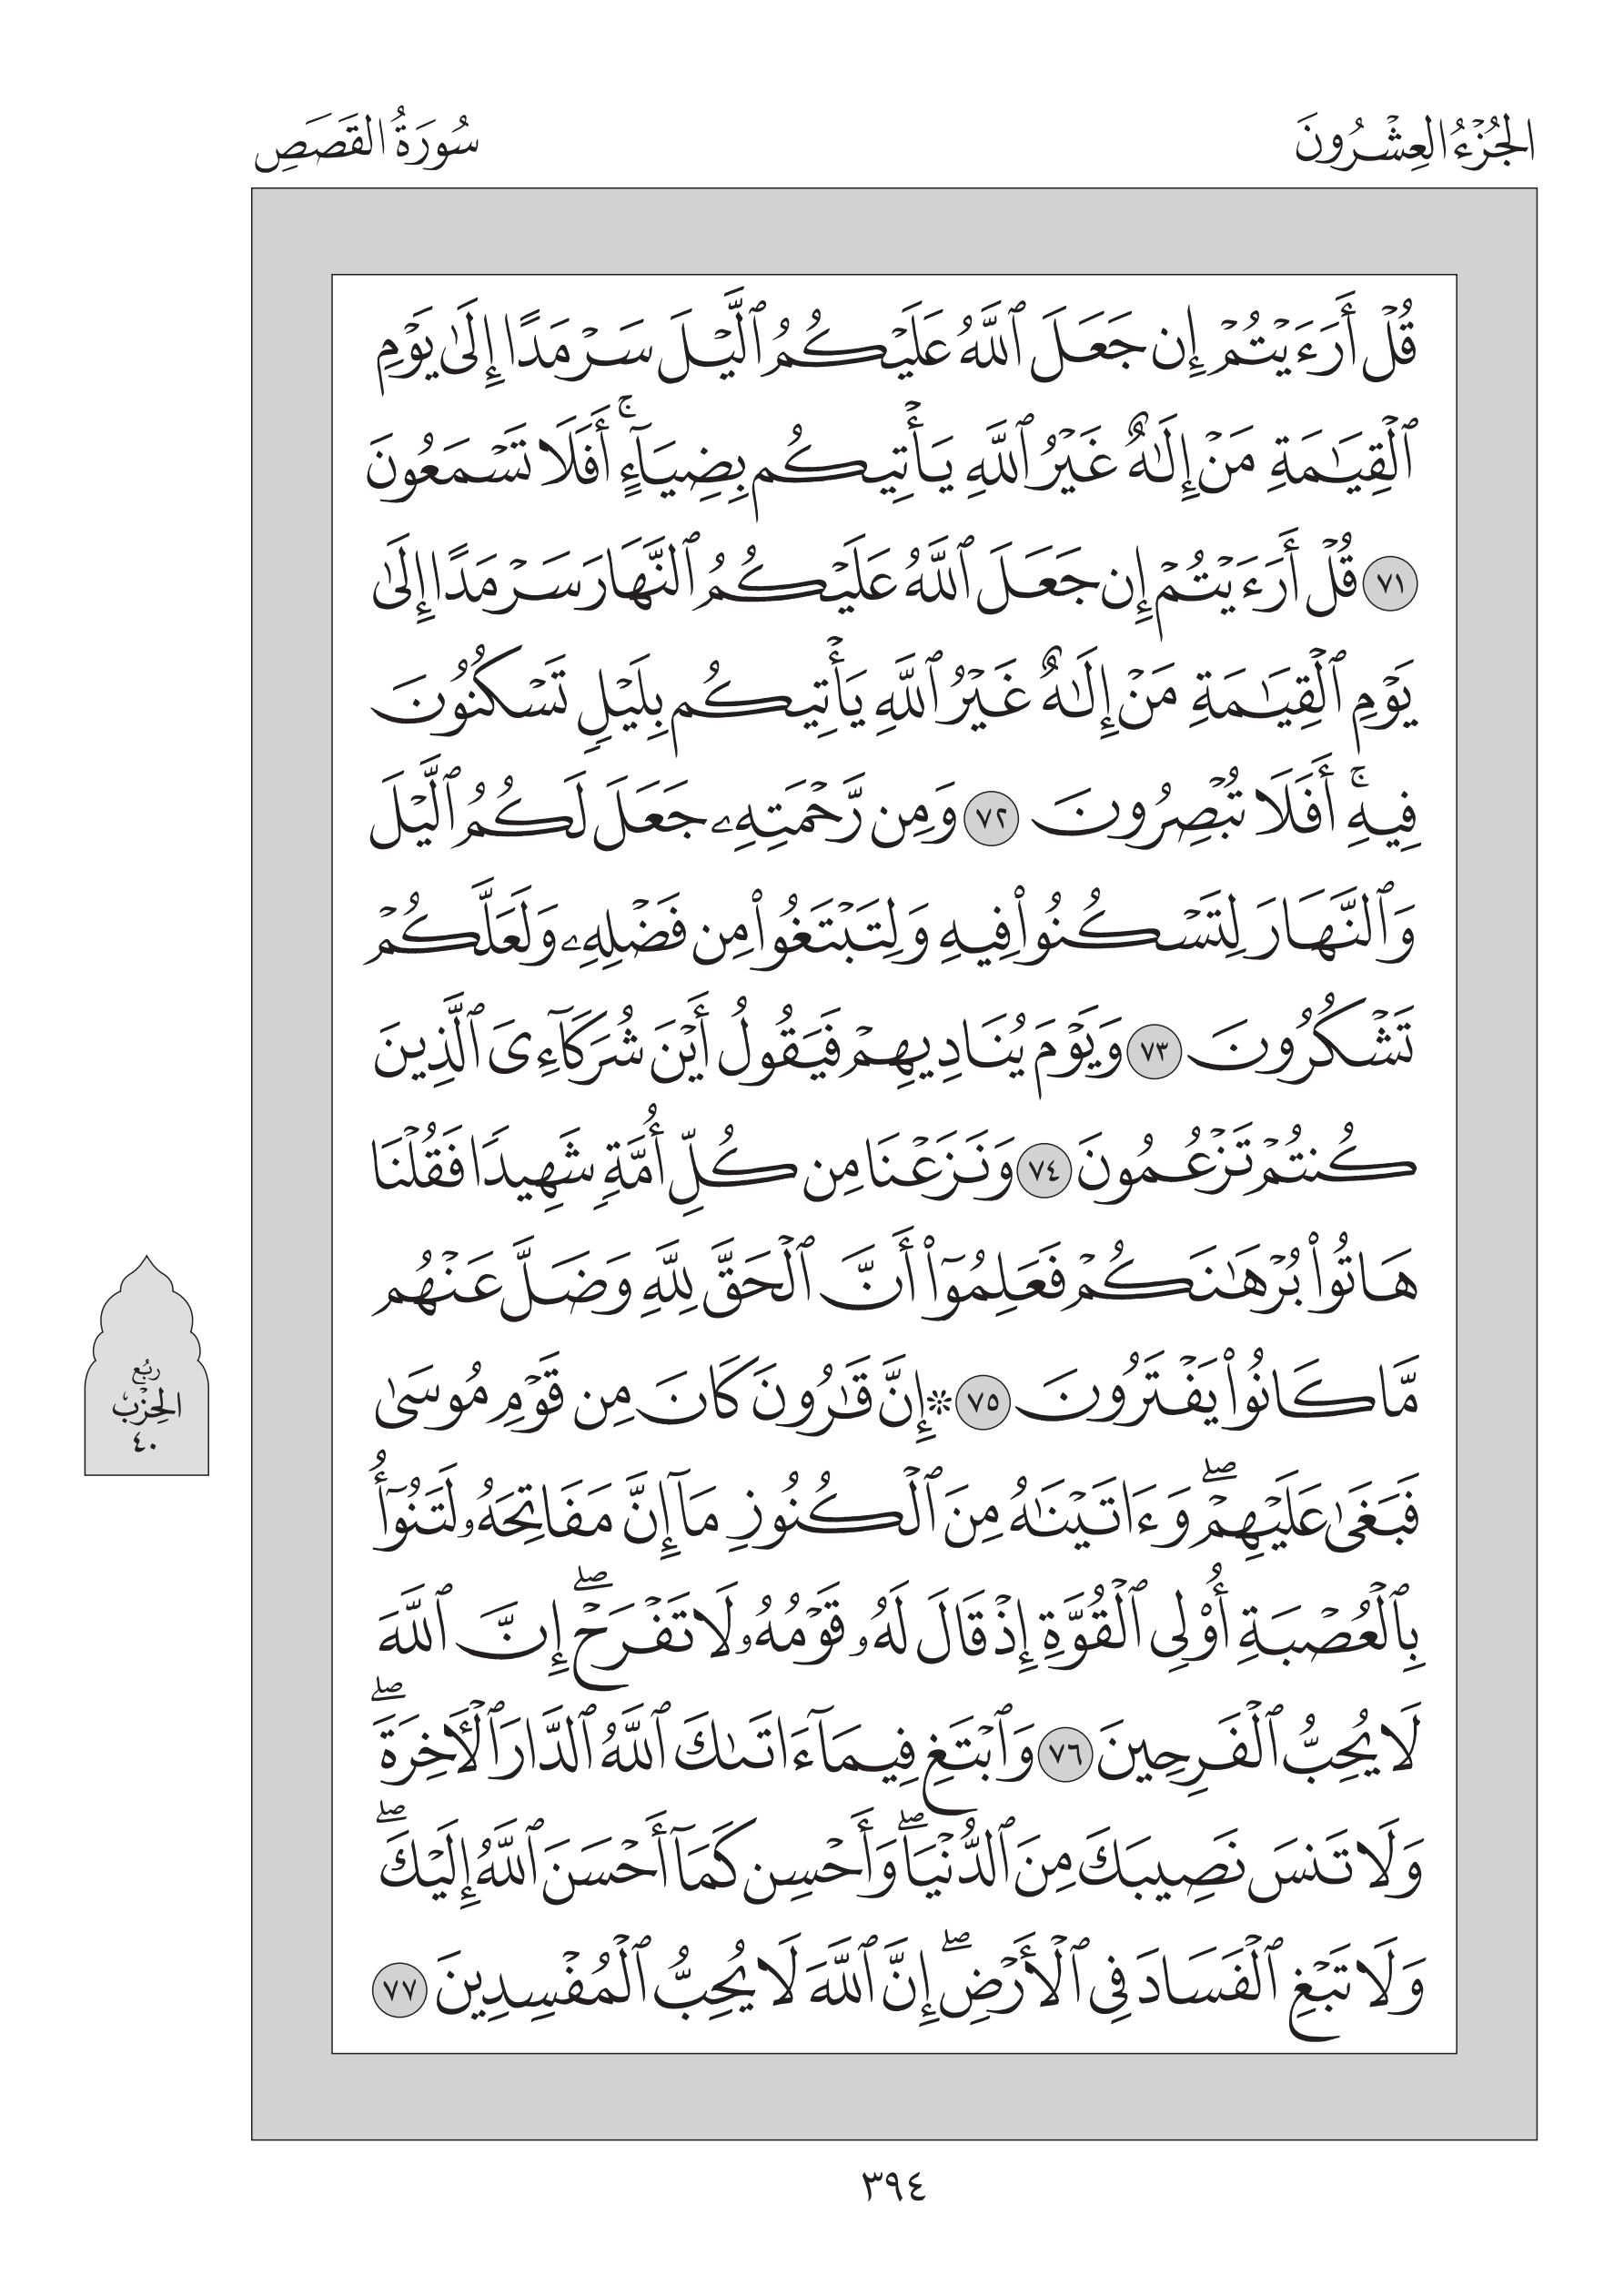 الجُزْءُ العِشْرُونَ
سُورَةُ القَصَصِ
قُلْ أَرَءَيْتُمْ إِن جَعَلَ ٱللَّهُ عَلَيْكُمُ ٱلَّيْلَ سَرْمَدًا إِلَىٰ يَوْمِ
ٱلْقِيَـٰمَةِ مَنْ إِلَـٰهٌ غَيْرُ ٱللَّهِ يَأْتِيكُم بِضِيَآءٍ ۚ أَفَلَا تَسْمَعُونَ
٧١ قُلْ أَرَءَيْتُمْ إِن جَعَلَ ٱللَّهُ عَلَيْكُمُ ٱلنَّهَارَ سَرْمَدًا إِلَىٰ
يَوْمِ ٱلْقِيَـٰمَةِ مَنْ إِلَـٰهٌ غَيْرُ ٱللَّهِ يَأْتِيكُم بِلَيْلٍ تَسْكُنُونَ
فِيهِ ۚ أَفَلَا تُبْصِرُونَ ٧٢ وَمِن رَّحْمَتِهِۦ جَعَلَ لَكُمُ ٱلَّيْلَ
وَٱلنَّهَارَ لِتَسْكُنُوا۟ فِيهِ وَلِتَبْتَغُوا۟ مِن فَضْلِهِۦ وَلَعَلَّكُمْ
تَشْكُرُونَ ٧٣ وَيَوْمَ يُنَادِيهِمْ فَيَقُولُ أَيْنَ شُرَكَآءِىَ ٱلَّذِينَ
كُنتُمْ تَزْعُمُونَ ٧٤ وَنَزَعْنَا مِن كُلِّ أُمَّةٍ شَهِيدًا فَقُلْنَا
هَاتُوا۟ بُرْهَـٰنَكُمْ فَعَلِمُوٓا۟ أَنَّ ٱلْحَقَّ لِلَّهِ وَضَلَّ عَنْهُم
مَّا كَانُوا۟ يَفْتَرُونَ ٧٥ ۞ إِنَّ قَـٰرُونَ كَانَ مِن قَوْمِ مُوسَىٰ
فَبَغَىٰ عَلَيْهِمْ ۖ وَءَاتَيْنَـٰهُ مِنَ ٱلْكُنُوزِ مَآ إِنَّ مَفَاتِحَهُۥ لَتَنُوٓأُ
بِٱلْعُصْبَةِ أُو۟لِى ٱلْقُوَّةِ إِذْ قَالَ لَهُۥ قَوْمُهُۥ لَا تَفْرَحْ ۖ إِنَّ ٱللَّهَ
لَا يُحِبُّ ٱلْفَرِحِينَ ٧٦ وَٱبْتَغِ فِيمَآ ءَاتَىٰكَ ٱللَّهُ ٱلدَّارَ ٱلْـَٔاخِرَةَ ۖ
وَلَا تَنسَ نَصِيبَكَ مِنَ ٱلدُّنْيَا ۖ وَأَحْسِن كَمَآ أَحْسَنَ ٱللَّهُ إِلَيْكَ ۖ
وَلَا تَبْغِ ٱلْفَسَادَ فِى ٱلْأَرْضِ ۖ إِنَّ ٱللَّهَ لَا يُحِبُّ ٱلْمُفْسِدِينَ ٧٧
رُبُع
الحِزْبُ
٤٠
٣٩٤